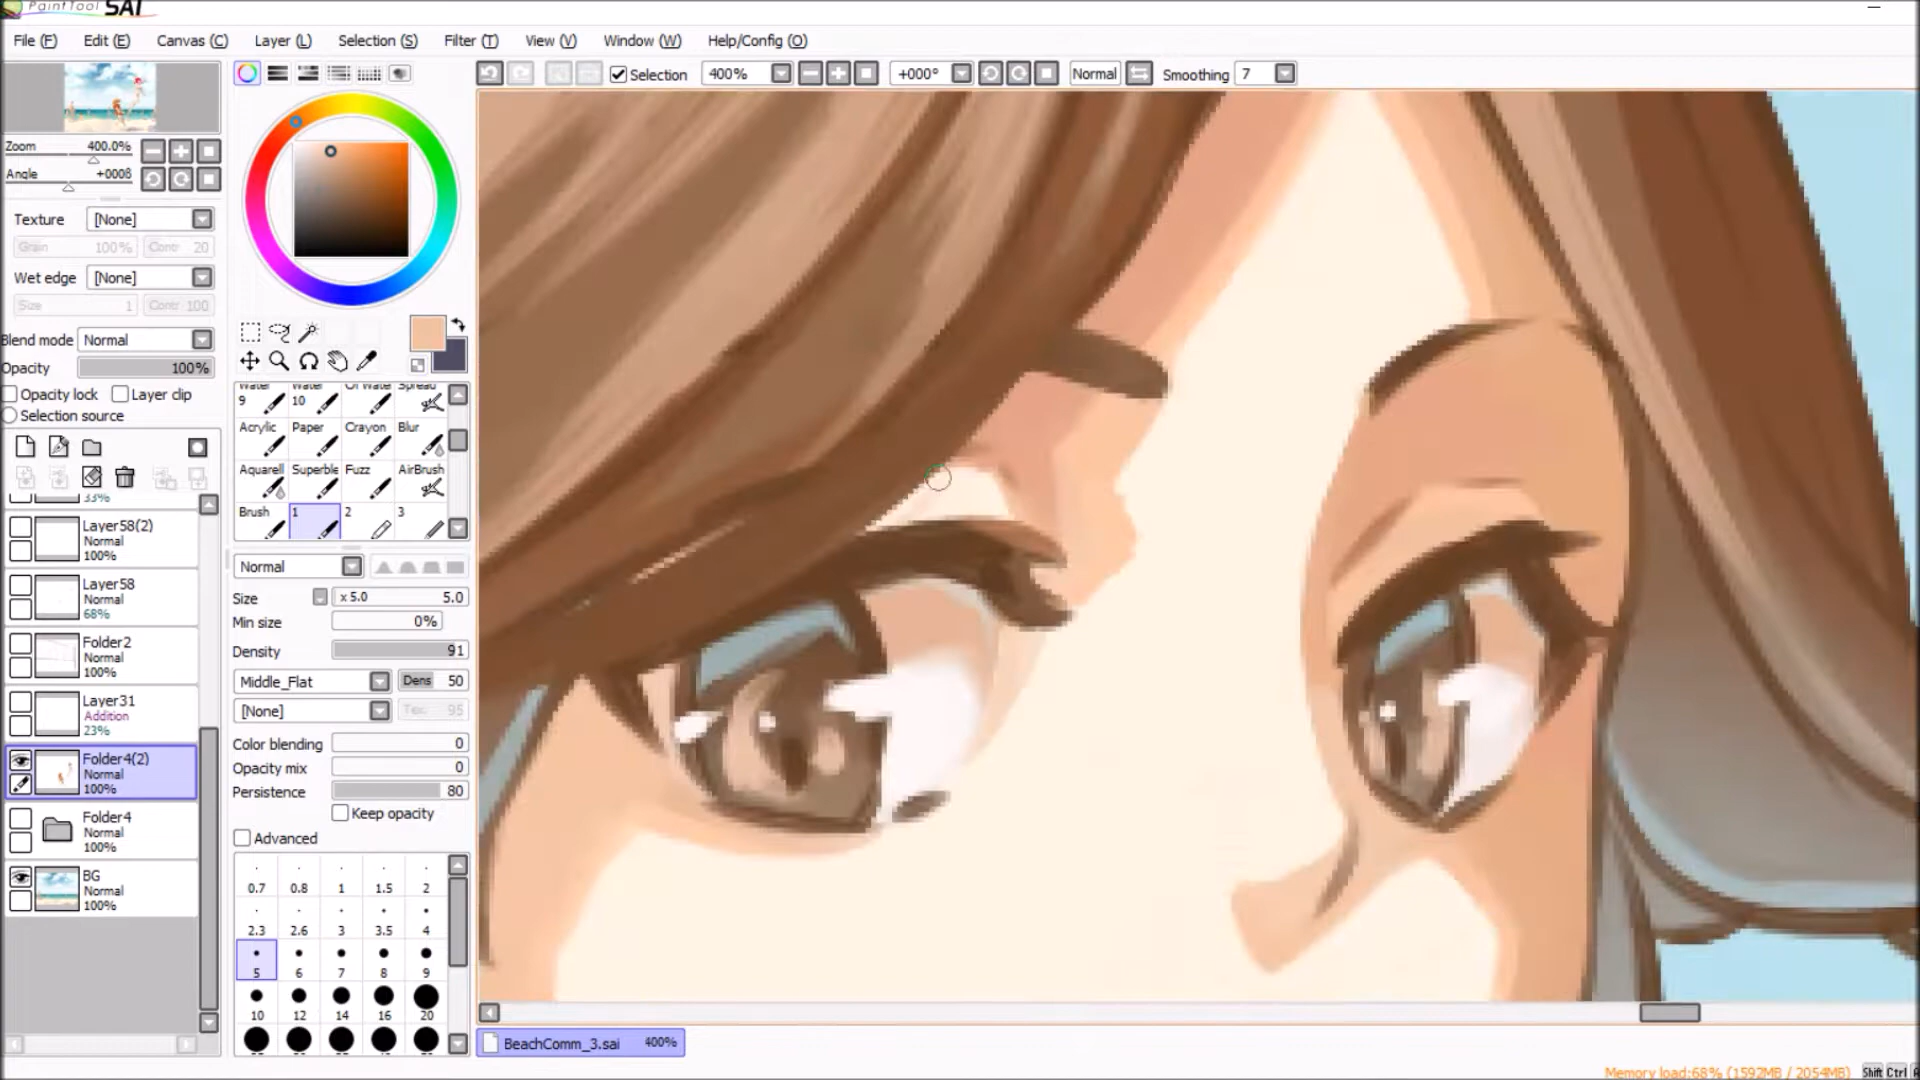 PaintTool SAI
File (F) Edit (E) Canvas (C) Layer (L) Selection (S) Filter (T) View (V) Window (W) Help/Config (O)
Selection 400% +000° Normal Smoothing 7
Zoom 400.0%
Angle
Texture [None]
Grain 100% Contr 20
Wet edge [None]
Size 1 Contr 100
Blend mode Normal
Opacity 100%
Opacity lock Layer clip
Selection source
33%
Layer58(2)
Normal
100%
Layer58
Normal
68%
Folder2
Normal
100%
Layer31
Addition
23%
Folder4(2)
Normal
100%
Folder4
Normal
100%
BG
Normal
100%
Water Water Spread
9 10
Acrylic Paper Crayon Blur
Aquarell Superble Fuzz AirBrush
Brush 1 2 3
Normal
Size x 5.0 5.0
Min size 0%
Density 91
Middle_Flat Dens 50
[None] 95
Color blending 0
Opacity mix 0
Persistence 80
Keep opacity
Advanced
0.7 0.8 1 1.5 2
2.3 2.6 3 3.5 4
5 6 7 8 9
10 12 14 16 20
BeachComm_3.sai 400%
Memory load:68% (1592MB / 2054MB) Shift Ctrl